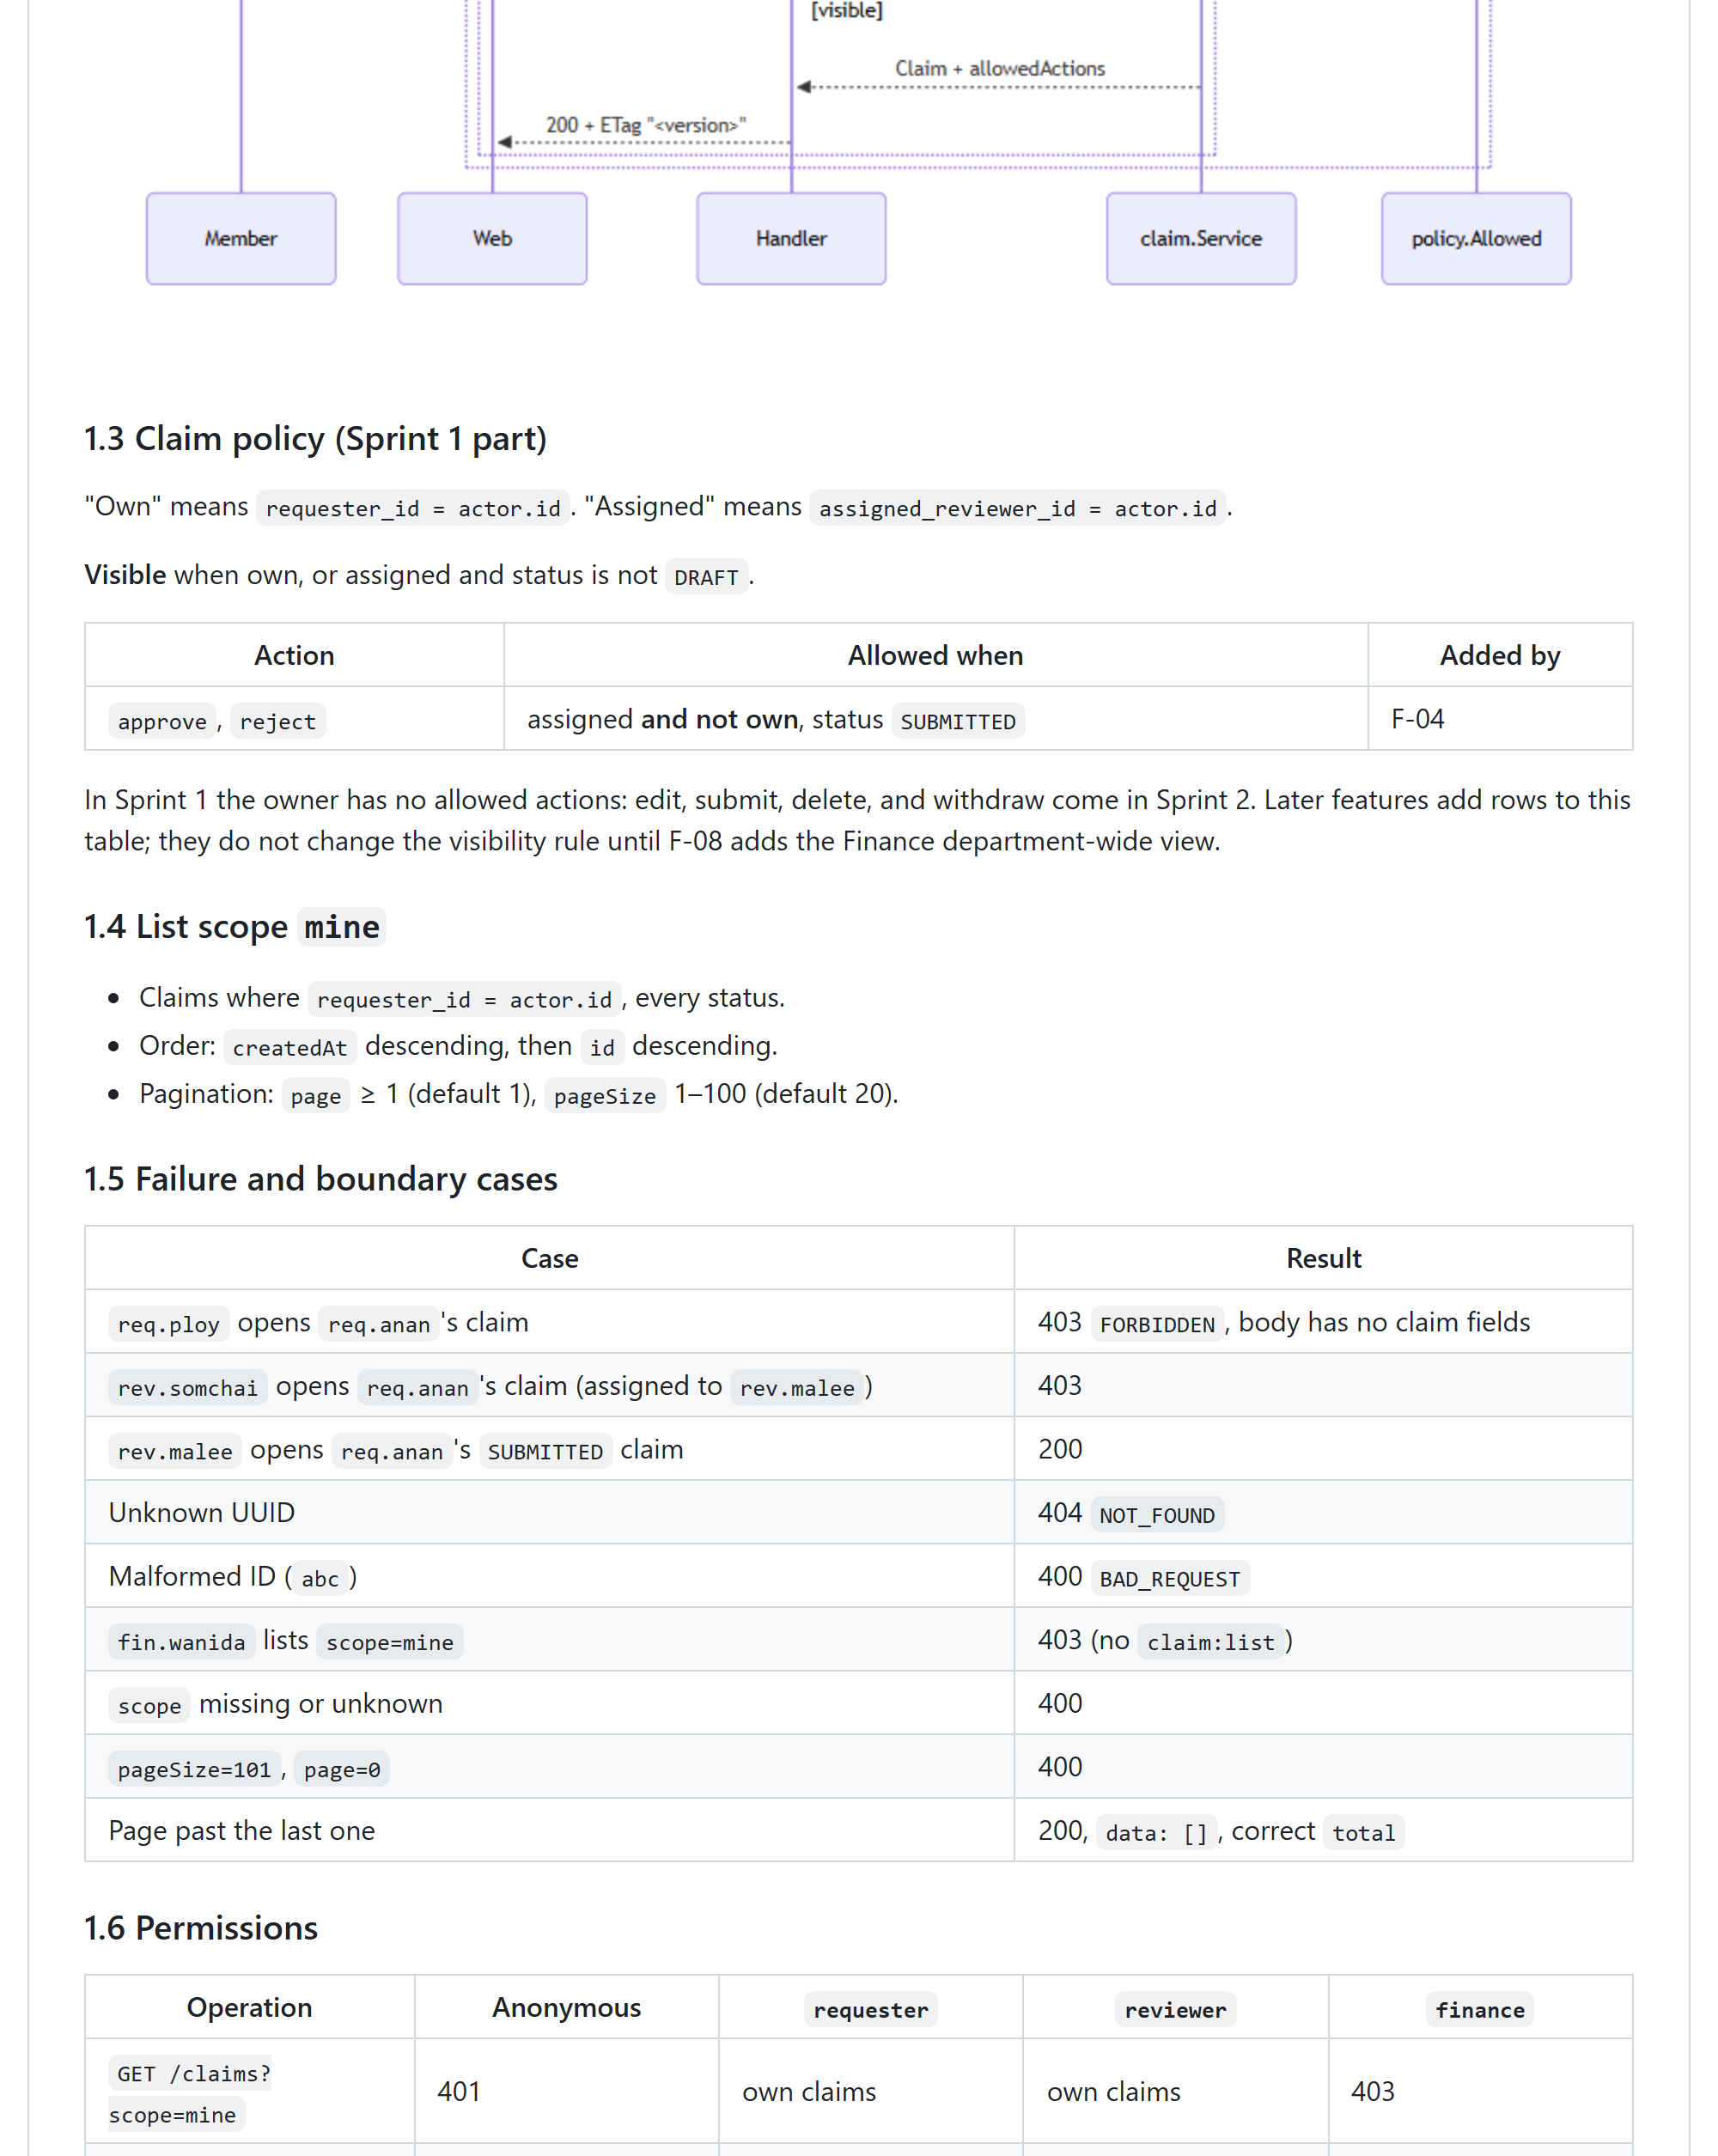 [visible]
Claim + allowedActions
200 + ETag "<version>"
Member
Web
Handler
claim.Service
policy.Allowed
1.3 Claim policy (Sprint 1 part)
"Own" means requester_id = actor.id. "Assigned" means assigned_reviewer_id = actor.id.
Visible when own, or assigned and status is not DRAFT.
Action Allowed when Added by
approve, reject assigned and not own, status SUBMITTED F-04
In Sprint 1 the owner has no allowed actions: edit, submit, delete, and withdraw come in Sprint 2. Later features add rows to this
table; they do not change the visibility rule until F-08 adds the Finance department-wide view.
1.4 List scope mine
• Claims where requester_id = actor.id, every status.
• Order: createdAt descending, then id descending.
• Pagination: page ≥ 1 (default 1), pageSize 1–100 (default 20).
1.5 Failure and boundary cases
Case Result
req.ploy opens req.anan's claim 403 FORBIDDEN, body has no claim fields
rev.somchai opens req.anan's claim (assigned to rev.malee) 403
rev.malee opens req.anan's SUBMITTED claim 200
Unknown UUID 404 NOT_FOUND
Malformed ID (abc) 400 BAD_REQUEST
fin.wanida lists scope=mine 403 (no claim:list)
scope missing or unknown 400
pageSize=101, page=0 400
Page past the last one 200, data: [], correct total
1.6 Permissions
Operation Anonymous requester reviewer finance
GET /claims?
scope=mine 401 own claims own claims 403